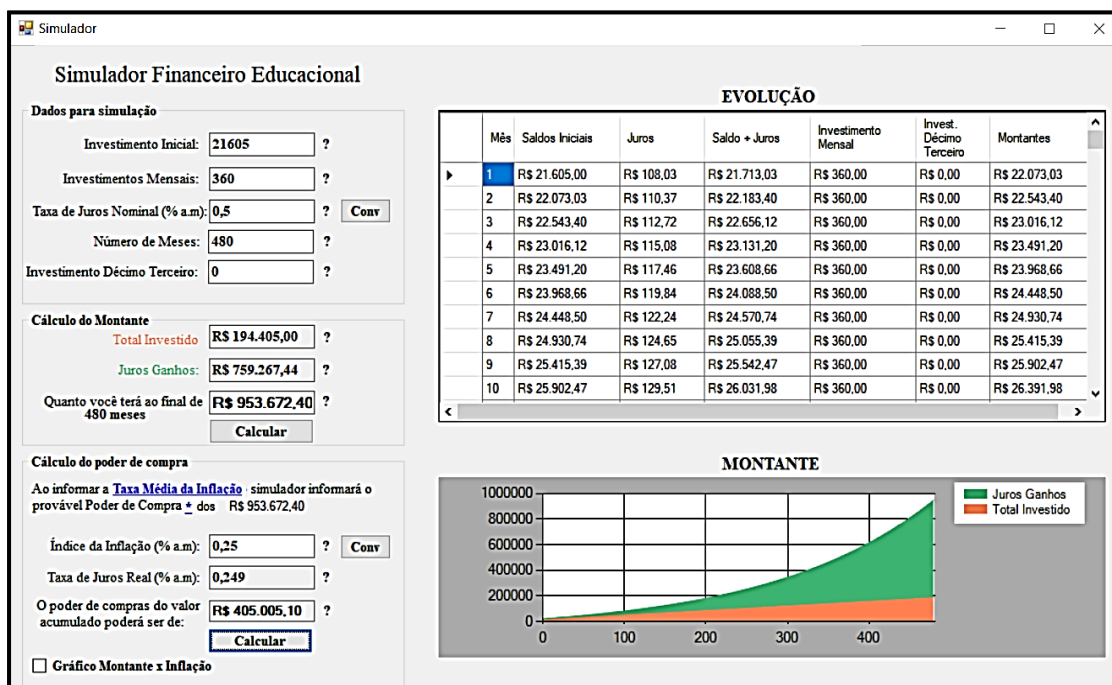 Simulador
Simulador Financeiro Educacional
Dados para simulação
Investimento Inicial: 21605 ?
Investimentos Mensais: 360 ?
Taxa de Juros Nominal (% a.m): 0,5 ? Conv
Número de Meses: 480 ?
Investimento Décimo Terceiro: 0 ?
Cálculo do Montante
Total Investido R$ 194.405,00 ?
Juros Ganhos: R$ 759.267,44 ?
Quanto você terá ao final de
480 meses R$ 953.672,40 ?
Calcular
Cálculo do poder de compra
Ao informar a Taxa Média da Inflação simulador informará o
provável Poder de Compra * dos R$ 953.672,40
Índice da Inflação (% a.m): 0,25 ? Conv
Taxa de Juros Real (% a.m): 0,249 ?
O poder de compras do valor
acumulado poderá ser de: R$ 405.005,10 ?
Calcular
Gráfico Montante x Inflação
EVOLUÇÃO
Mês Saldos Iniciais Juros Saldo + Juros Investimento Mensal Invest. Décimo Terceiro Montantes
1 R$ 21.605,00 R$ 108,03 R$ 21.713,03 R$ 360,00 R$ 0,00 R$ 22.073,03
2 R$ 22.073,03 R$ 110,37 R$ 22.183,40 R$ 360,00 R$ 0,00 R$ 22.543,40
3 R$ 22.543,40 R$ 112,72 R$ 22.656,12 R$ 360,00 R$ 0,00 R$ 23.016,12
4 R$ 23.016,12 R$ 115,08 R$ 23.131,20 R$ 360,00 R$ 0,00 R$ 23.491,20
5 R$ 23.491,20 R$ 117,46 R$ 23.608,66 R$ 360,00 R$ 0,00 R$ 23.968,66
6 R$ 23.968,66 R$ 119,84 R$ 24.088,50 R$ 360,00 R$ 0,00 R$ 24.448,50
7 R$ 24.448,50 R$ 122,24 R$ 24.570,74 R$ 360,00 R$ 0,00 R$ 24.930,74
8 R$ 24.930,74 R$ 124,65 R$ 25.055,39 R$ 360,00 R$ 0,00 R$ 25.415,39
9 R$ 25.415,39 R$ 127,08 R$ 25.542,47 R$ 360,00 R$ 0,00 R$ 25.902,47
10 R$ 25.902,47 R$ 129,51 R$ 26.031,98 R$ 360,00 R$ 0,00 R$ 26.391,98
MONTANTE
1000000
800000
600000
400000
200000
0
0 100 200 300 400
Juros Ganhos
Total Investido